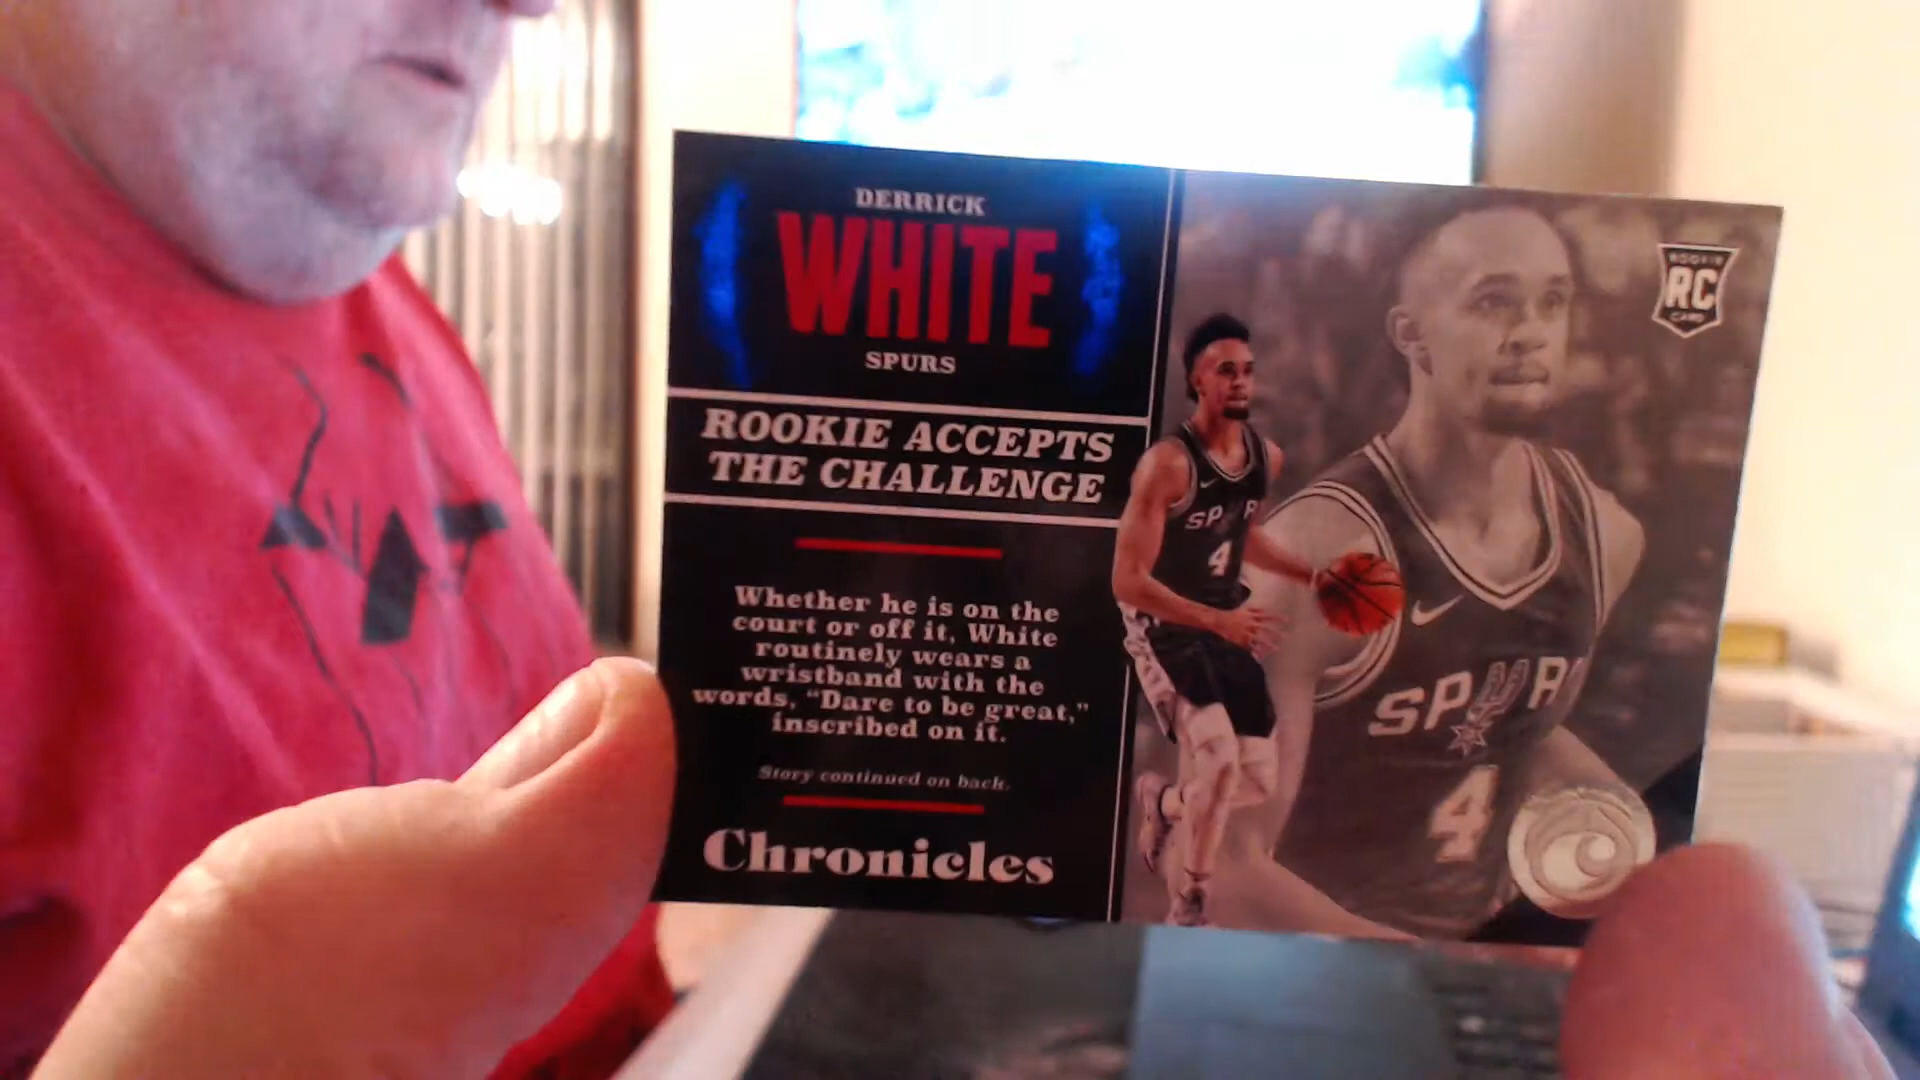 DERRICK
WHITE
SPURS
ROOKIE ACCEPTS
THE CHALLENGE
Whether he is on the
court or off it, White
routinely wears a
wristband with the
words, “Dare to be great,”
inscribed on it.
Story continued on back.
Chronicles
ROOKIE
RC
CARD
SP R
4
SPUR
4